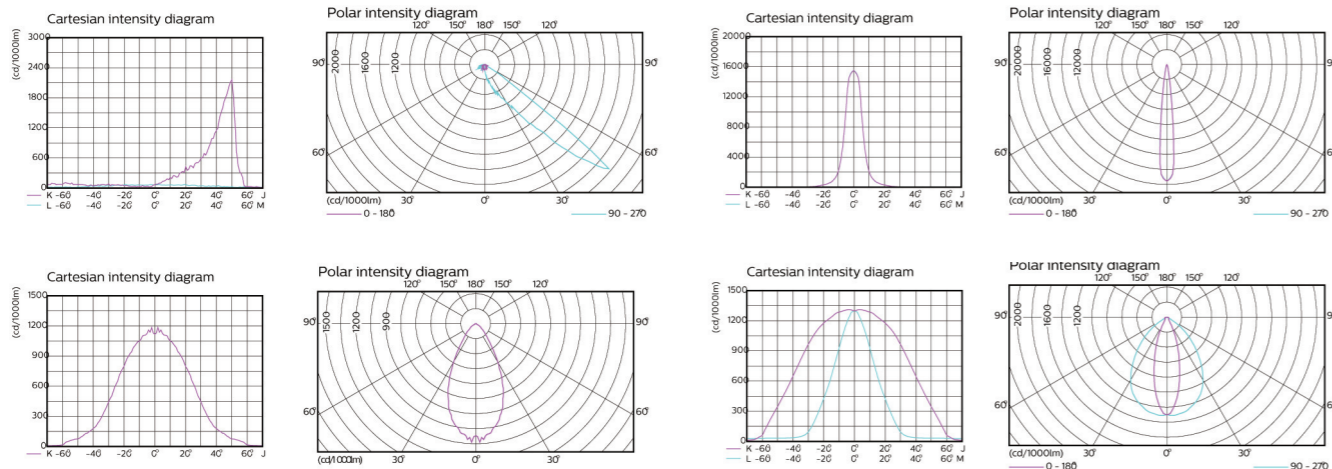 Cartesian intensity diagram
(cd/1000lm)
3000
2400
1800
1200
600
0
K -60° -40° -20° 0° 20° 40° 60° J
L -60° -40° -20° 0° 20° 40° 60° M
Polar intensity diagram
120° 150° 180° 150° 120°
90° 2000 1600 1200 90°
60° 60°
(cd/1000lm) 30° 0° 30°
0 - 180° 90 - 270°
Cartesian intensity diagram
(cd/1000lm)
20000
16000
12000
8000
4000
0
K -60° -40° -20° 0° 20° 40° 60° J
L -60° -40° -20° 0° 20° 40° 60° M
Polar intensity diagram
120° 150° 180° 150° 120°
90° 20000 16000 12000 9
60° 60°
(cd/1000lm) 30° 0° 30°
0 - 180° 90 - 270°
Cartesian intensity diagram
(cd/1000lm)
1500
1200
900
600
300
0
K -60° -40° -20° 0° 20° 40° 60° J
Polar intensity diagram
120° 150° 180° 150° 120°
90° 1500 1200 900 90°
60° 60°
(cd/1000lm) 30° 0° 30°
Cartesian intensity diagram
(cd/1000lm)
1500
1200
900
600
300
0
K -60° -40° -20° 0° 20° 40° 60° J
L -60° -40° -20° 0° 20° 40° 60° M
Polar intensity diagram
120° 150° 180° 150° 120°
90° 2000 1600 1200 9
60° 60°
(cd/1000lm) 30° 0° 30°
0 - 180° 90 - 270°